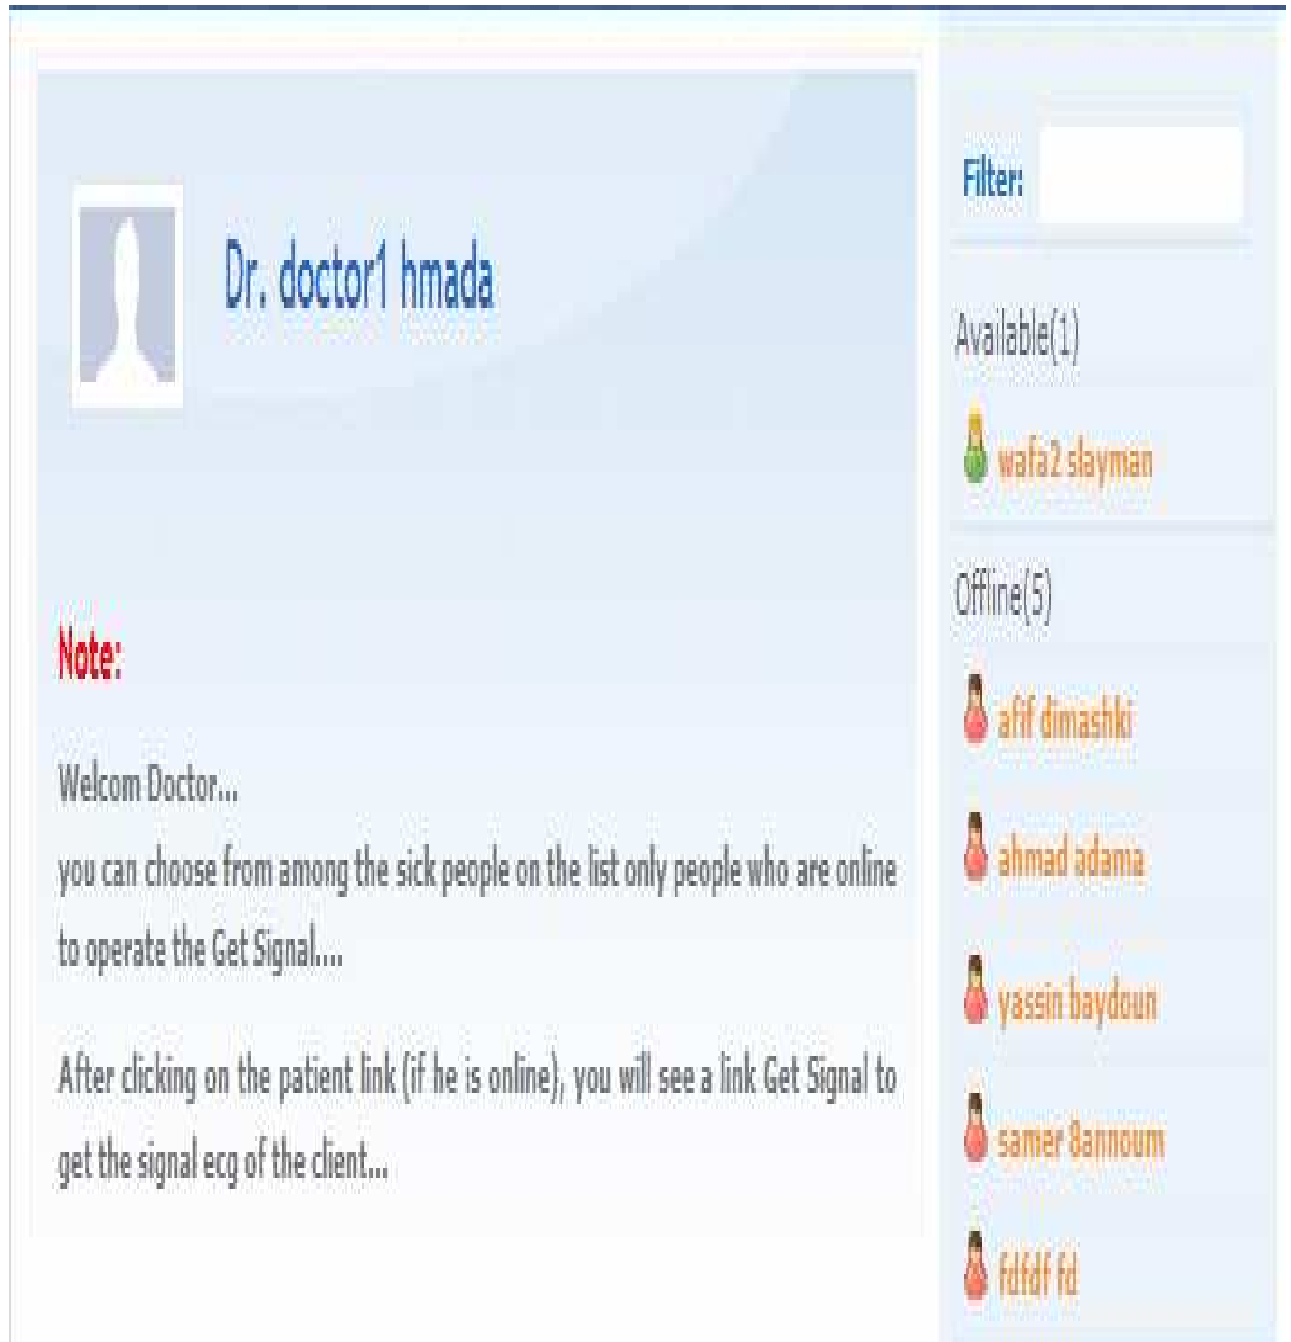 Dr. doctor1 hmada
Note:
Welcom Doctor...
you can choose from among the sick people on the list only people who are online
to operate the Get Signal....
After clicking on the patient link (if he is online), you will see a link Get Signal to
get the signal ecg of the client...
Filter:
Available(1)
wafa2 slayman
Offline(5)
afif dimashki
ahmad adama
yassin baydoun
samer 8annoum
fdfdf fd